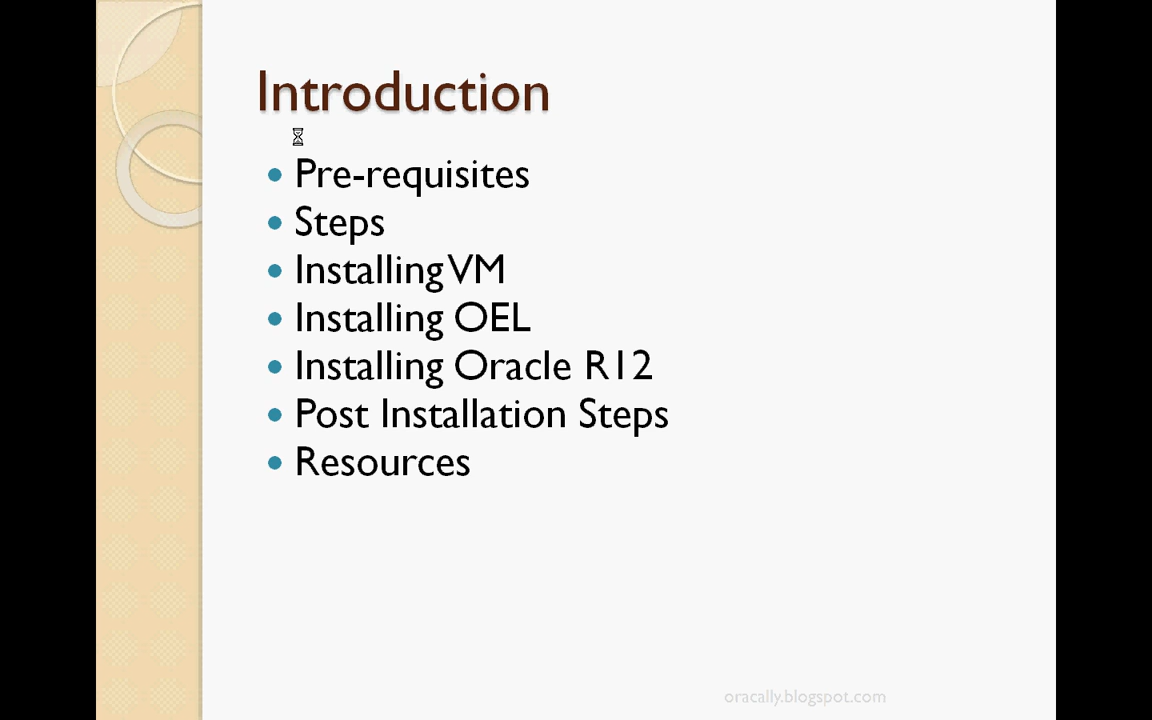 Introduction
Pre-requisites
Steps
Installing VM
Installing OEL
Installing Oracle R12
Post Installation Steps
Resources
oracally.blogspot.com